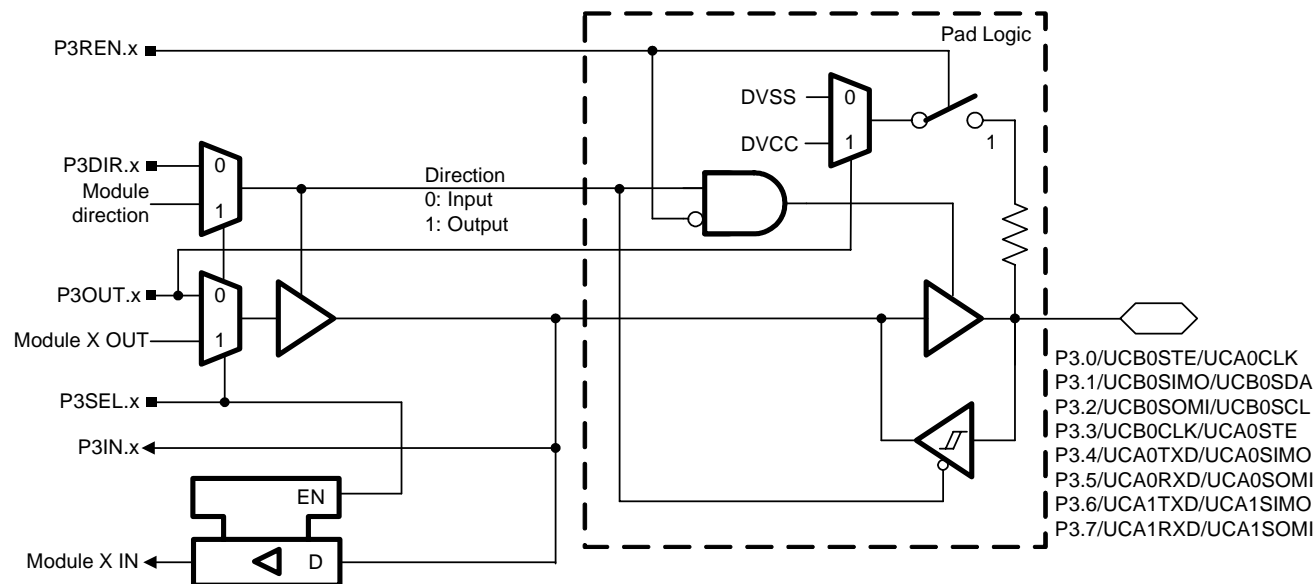 Pad Logic
P3REN.x
DVSS
0
DVCC
1
1
P3DIR.x
0
Module
direction
1
Direction
0: Input
1: Output
P3OUT.x
0
Module X OUT
1
P3SEL.x
P3IN.x
EN
Module X IN
D
P3.0/UCB0STE/UCA0CLK
P3.1/UCB0SIMO/UCB0SDA
P3.2/UCB0SOMI/UCB0SCL
P3.3/UCB0CLK/UCA0STE
P3.4/UCA0TXD/UCA0SIMO
P3.5/UCA0RXD/UCA0SOMI
P3.6/UCA1TXD/UCA1SIMO
P3.7/UCA1RXD/UCA1SOMI